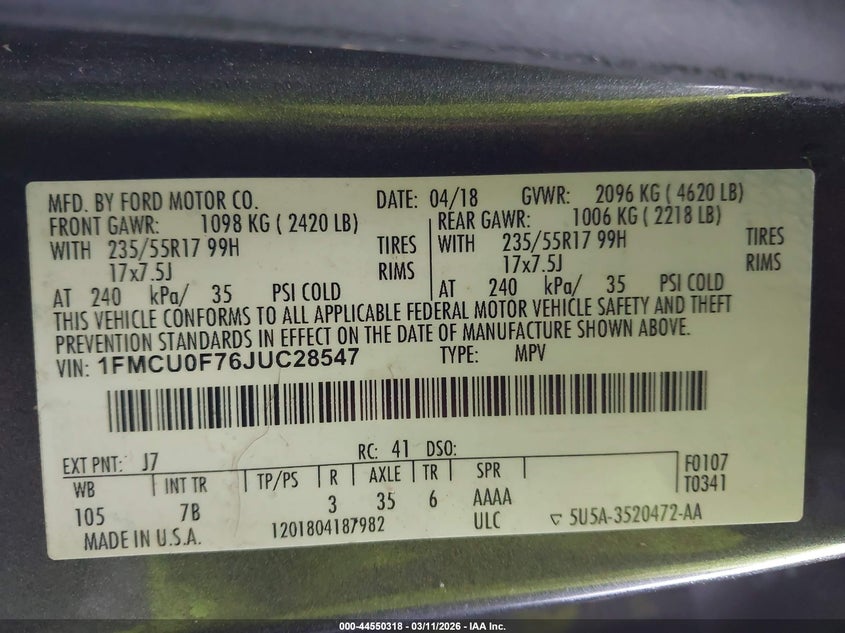 MFD. BY FORD MOTOR CO. DATE: 04/18 GVWR: 2096 KG ( 4620 LB)
FRONT GAWR: 1098 KG ( 2420 LB) REAR GAWR: 1006 KG ( 2218 LB)
WITH 235/55R17 99H TIRES WITH 235/55R17 99H TIRES
17x7.5J RIMS 17x7.5J RIMS
AT 240 kPa/ 35 PSI COLD AT 240 kPa/ 35 PSI COLD
THIS VEHICLE CONFORMS TO ALL APPLICABLE FEDERAL MOTOR VEHICLE SAFETY AND THEFT
PREVENTION STANDARDS IN EFFECT ON THE DATE OF MANUFACTURE SHOWN ABOVE.
VIN: 1FMCU0F76JUC28547 TYPE: MPV
EXT PNT: J7 RC: 41 DSO:
WB INT TR TP/PS R AXLE TR SPR F0107
105 7B 3 35 6 AAAA T0341
MADE IN U.S.A. 1201804187982 ULC 5U5A-3520472-AA
000-44550318 - 03/11/2026 - IAA Inc.